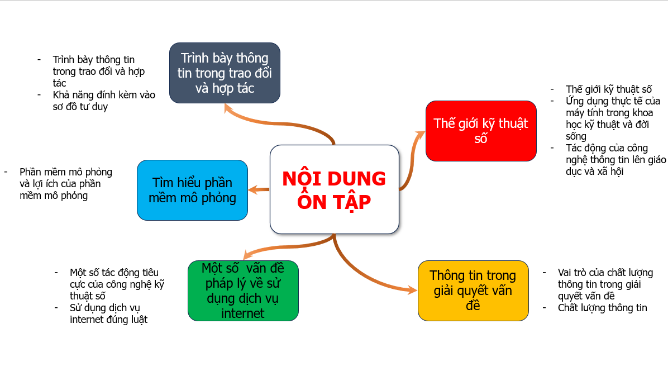 NỘI DUNG
ÔN TẬP
Trình bày thông
tin trong trao đổi
và hợp tác
- Trình bày thông tin
trong trao đổi và hợp
tác
- Khả năng đính kèm vào
sơ đồ tư duy
Thế giới kỹ thuật
số
- Thế giới kỹ thuật số
- Ứng dụng thực tế của
máy tính trong khoa
học kỹ thuật và đời
sống
- Tác động của công
nghệ thông tin lên giáo
dục và xã hội
Tìm hiểu phần
mềm mô phỏng
- Phần mềm mô phỏng
và lợi ích của phần
mềm mô phỏng
Một số vấn đề
pháp lý về sử
dụng dịch vụ
internet
- Một số tác động tiêu
cực của công nghệ kỹ
thuật số
- Sử dụng dịch vụ
internet đúng luật
Thông tin trong
giải quyết vấn
đề
- Vai trò của chất lượng
thông tin trong giải
quyết vấn đề
- Chất lượng thông tin